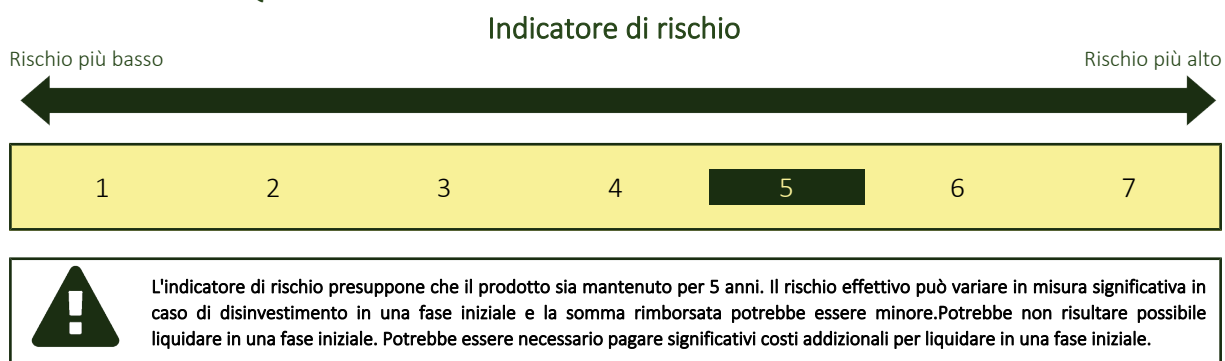 Indicatore di rischio
Rischio più basso
Rischio più alto
1 2 3 4 5 6 7
L'indicatore di rischio presuppone che il prodotto sia mantenuto per 5 anni. Il rischio effettivo può variare in misura significativa in
caso di disinvestimento in una fase iniziale e la somma rimborsata potrebbe essere minore.Potrebbe non risultare possibile
liquidare in una fase iniziale. Potrebbe essere necessario pagare significativi costi addizionali per liquidare in una fase iniziale.